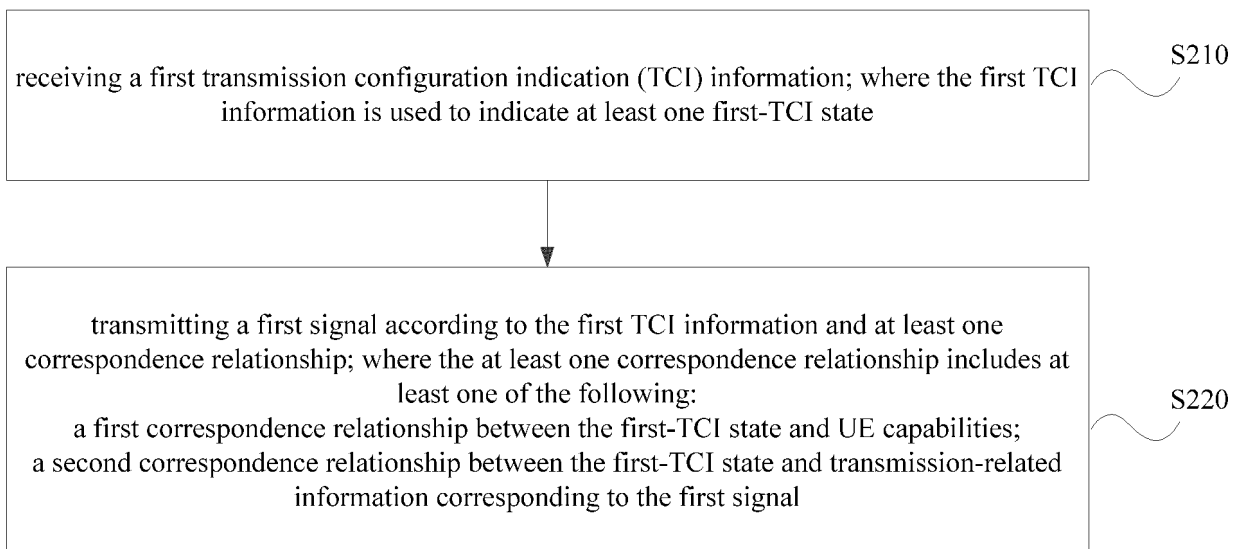 receiving a first transmission configuration indication (TCI) information; where the first TCI
information is used to indicate at least one first-TCI state
S210
transmitting a first signal according to the first TCI information and at least one
correspondence relationship; where the at least one correspondence relationship includes at
least one of the following:
a first correspondence relationship between the first-TCI state and UE capabilities;
a second correspondence relationship between the first-TCI state and transmission-related
information corresponding to the first signal
S220